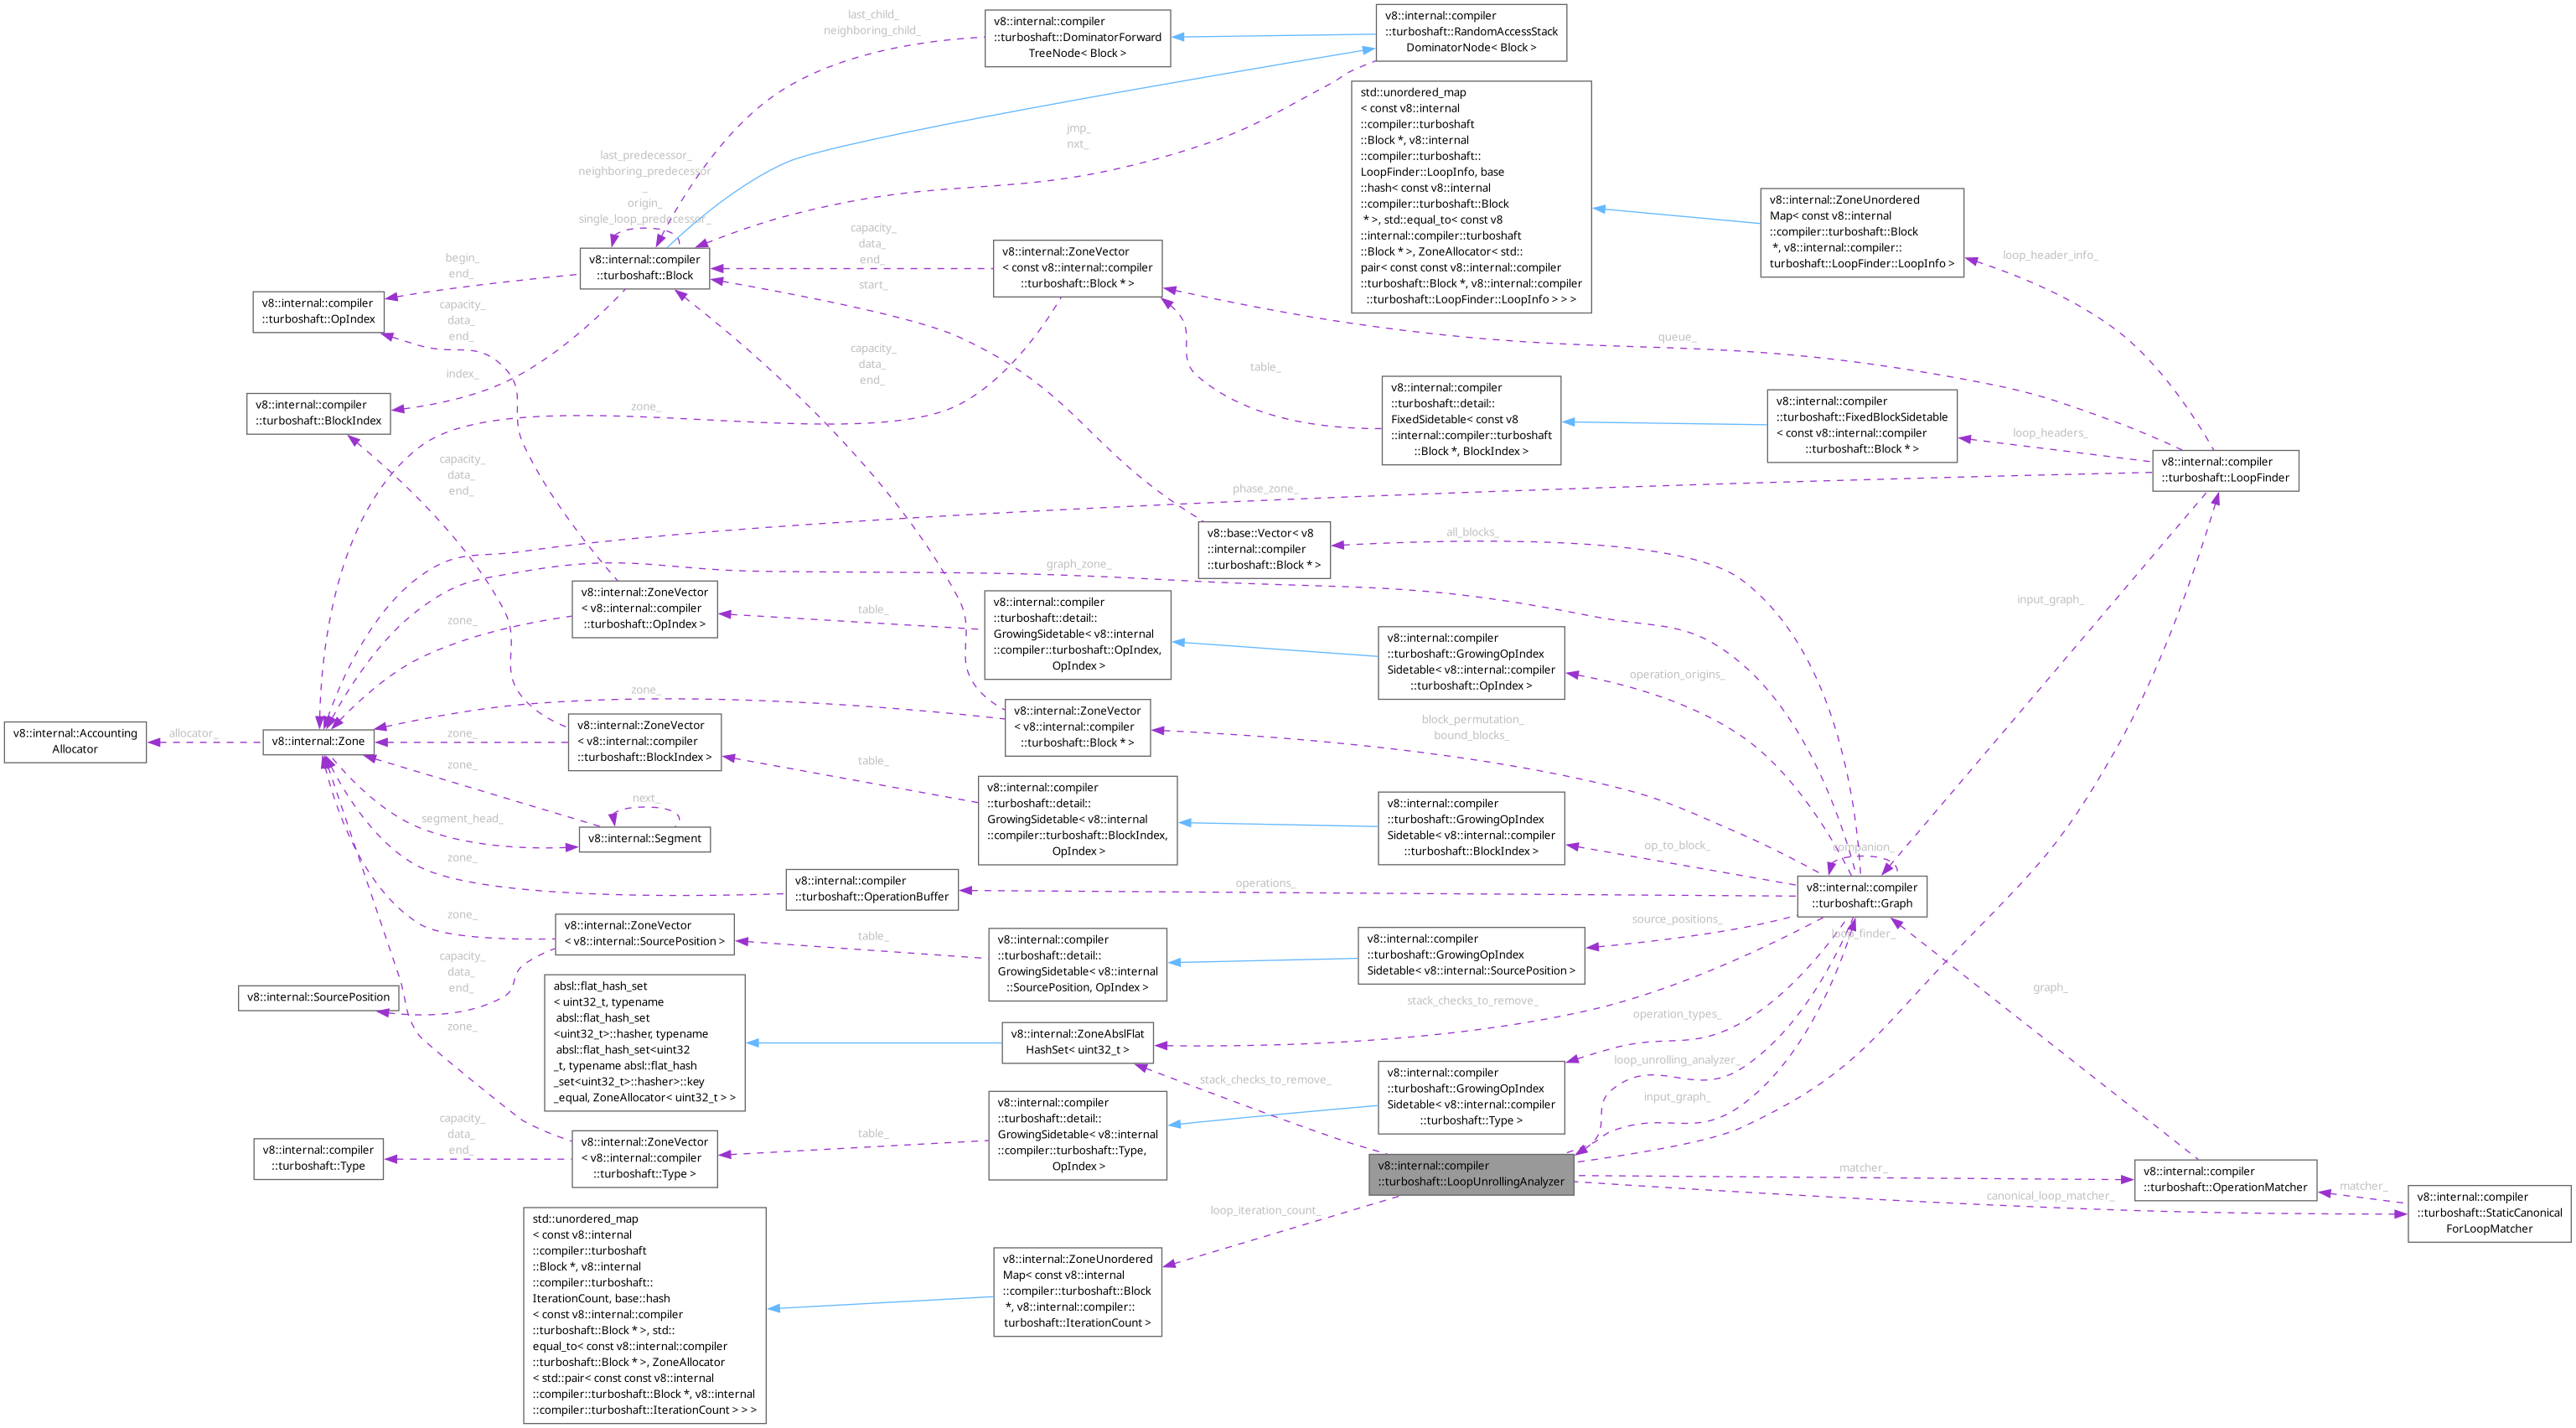 last_child_
neighboring_child_
v8::internal::compiler
::turboshaft::DominatorForward
TreeNode< Block >
v8::internal::compiler
::turboshaft::RandomAccessStack
DominatorNode< Block >
std::unordered_map
< const v8::internal
::compiler::turboshaft
::Block *, v8::internal
::compiler::turboshaft::
LoopFinder::LoopInfo, base
::hash< const v8::internal
::compiler::turboshaft::Block
* >, std::equal_to< const v8
::internal::compiler::turboshaft
::Block * >, ZoneAllocator< std::
pair< const const v8::internal::compiler
::turboshaft::Block *, v8::internal::compiler
::turboshaft::LoopFinder::LoopInfo > > >
jmp_
nxt_
last_predecessor_
neighboring_predecessor
_
origin_
single_loop_predecessor_
v8::internal::ZoneUnordered
Map< const v8::internal
::compiler::turboshaft::Block
*, v8::internal::compiler::
turboshaft::LoopFinder::LoopInfo >
loop_header_info_
capacity_
data_
end_
v8::internal::compiler
::turboshaft::Block
v8::internal::ZoneVector
< const v8::internal::compiler
::turboshaft::Block * >
begin_
end_
start_
v8::internal::compiler
::turboshaft::OpIndex
capacity_
data_
end_
queue_
capacity_
data_
end_
table_
index_
v8::internal::compiler
::turboshaft::BlockIndex
zone_
v8::internal::compiler
::turboshaft::detail::
FixedSidetable< const v8
::internal::compiler::turboshaft
::Block *, BlockIndex >
v8::internal::compiler
::turboshaft::FixedBlockSidetable
< const v8::internal::compiler
::turboshaft::Block * >
loop_headers_
v8::internal::compiler
::turboshaft::LoopFinder
capacity_
data_
end_
phase_zone_
v8::base::Vector< v8
::internal::compiler
::turboshaft::Block * >
all_blocks_
graph_zone_
v8::internal::ZoneVector
< v8::internal::compiler
::turboshaft::OpIndex >
zone_
table_
v8::internal::compiler
::turboshaft::detail::
GrowingSidetable< v8::internal
::compiler::turboshaft::OpIndex,
OpIndex >
v8::internal::compiler
::turboshaft::GrowingOpIndex
Sidetable< v8::internal::compiler
::turboshaft::OpIndex >
operation_origins_
input_graph_
zone_
v8::internal::ZoneVector
< v8::internal::compiler
::turboshaft::Block * >
block_permutation_
bound_blocks_
v8::internal::Accounting
Allocator
allocator_
v8::internal::Zone
zone_
v8::internal::ZoneVector
< v8::internal::compiler
::turboshaft::BlockIndex >
table_
zone_
v8::internal::compiler
::turboshaft::detail::
GrowingSidetable< v8::internal
::compiler::turboshaft::BlockIndex,
OpIndex >
v8::internal::compiler
::turboshaft::GrowingOpIndex
Sidetable< v8::internal::compiler
::turboshaft::BlockIndex >
op_to_block_
companion_
segment_head_
next_
v8::internal::Segment
zone_
v8::internal::compiler
::turboshaft::OperationBuffer
operations_
v8::internal::compiler
::turboshaft::Graph
zone_
v8::internal::ZoneVector
< v8::internal::SourcePosition >
table_
v8::internal::compiler
::turboshaft::detail::
GrowingSidetable< v8::internal
::SourcePosition, OpIndex >
v8::internal::compiler
::turboshaft::GrowingOpIndex
Sidetable< v8::internal::SourcePosition >
source_positions_
loop_finder_
capacity_
data_
end_
v8::internal::SourcePosition
zone_
absl::flat_hash_set
< uint32_t, typename
absl::flat_hash_set
<uint32_t>::hasher, typename
absl::flat_hash_set<uint32
_t, typename absl::flat_hash
_set<uint32_t>::hasher>::key
_equal, ZoneAllocator< uint32_t > >
v8::internal::ZoneAbslFlat
HashSet< uint32_t >
stack_checks_to_remove_
operation_types_
graph_
stack_checks_to_remove_
loop_unrolling_analyzer_
input_graph_
v8::internal::compiler
::turboshaft::GrowingOpIndex
Sidetable< v8::internal::compiler
::turboshaft::Type >
v8::internal::compiler
::turboshaft::detail::
GrowingSidetable< v8::internal
::compiler::turboshaft::Type,
OpIndex >
table_
v8::internal::ZoneVector
< v8::internal::compiler
::turboshaft::Type >
capacity_
data_
end_
v8::internal::compiler
::turboshaft::Type
v8::internal::compiler
::turboshaft::LoopUnrollingAnalyzer
matcher_
v8::internal::compiler
::turboshaft::OperationMatcher
canonical_loop_matcher_
matcher_
v8::internal::compiler
::turboshaft::StaticCanonical
ForLoopMatcher
loop_iteration_count_
v8::internal::ZoneUnordered
Map< const v8::internal
::compiler::turboshaft::Block
*, v8::internal::compiler::
turboshaft::IterationCount >
std::unordered_map
< const v8::internal
::compiler::turboshaft
::Block *, v8::internal
::compiler::turboshaft::
IterationCount, base::hash
< const v8::internal::compiler
::turboshaft::Block * >, std::
equal_to< const v8::internal::compiler
::turboshaft::Block * >, ZoneAllocator
< std::pair< const const v8::internal
::compiler::turboshaft::Block *, v8::internal
::compiler::turboshaft::IterationCount > > >